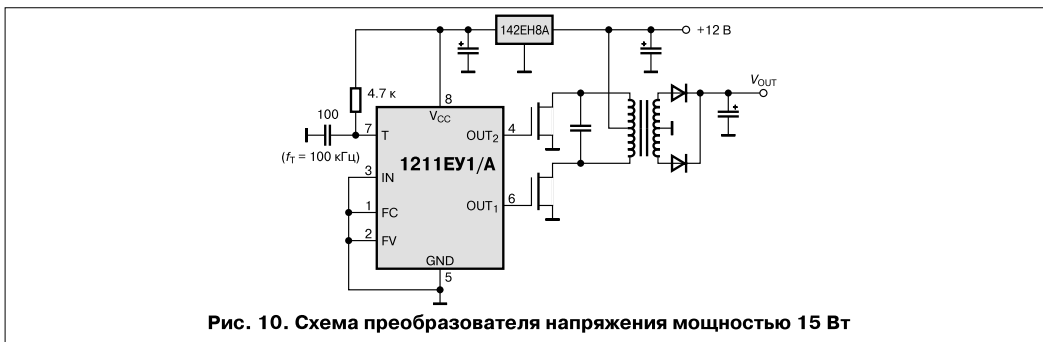 142ЕН8А
+12 В
VOUT
4.7 к
8
VCC
100
7
T
OUT2
4
(fT = 100 кГц)
1211ЕУ1/А
3
IN
OUT1
6
1
FC
2
FV
GND
5
Рис. 10. Схема преобразователя напряжения мощностью 15 Вт